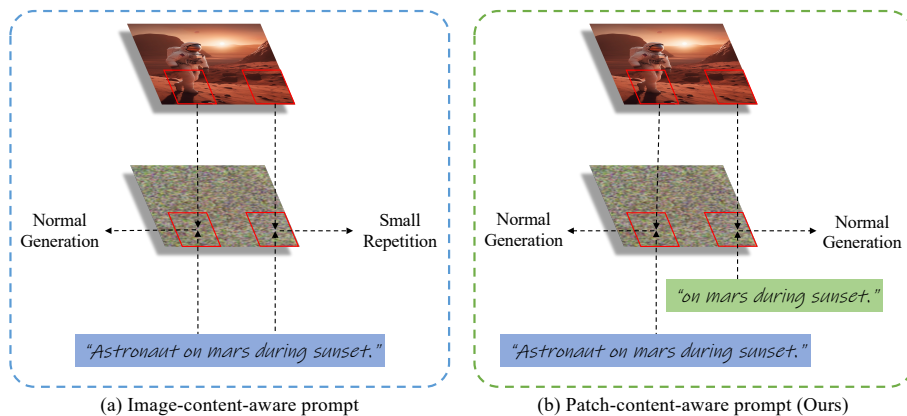 Normal
Generation
Small
Repetition
"Astronaut on mars during sunset."
(a) Image-content-aware prompt
Normal
Generation
Normal
Generation
"on mars during sunset."
"Astronaut on mars during sunset."
(b) Patch-content-aware prompt (Ours)